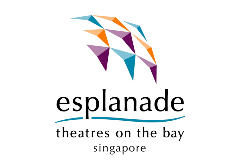 esplanade
theatres on the bay
singapore